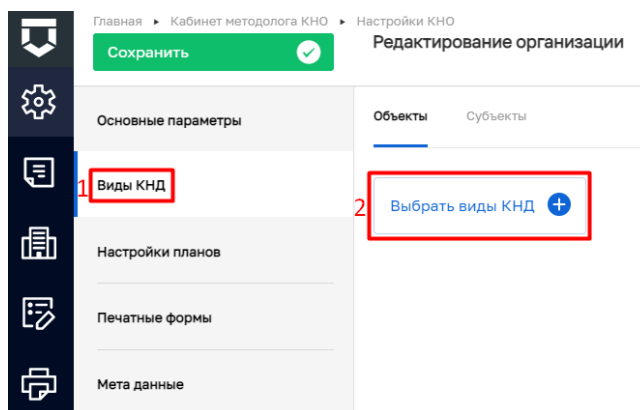 Главная ▸ Кабинет методолога КНО ▸ Настройки КНО
Сохранить
Редактирование организации
Основные параметры
Объекты Субъекты
1 Виды КНД
2 Выбрать виды КНД
Настройки планов
Печатные формы
Мета данные